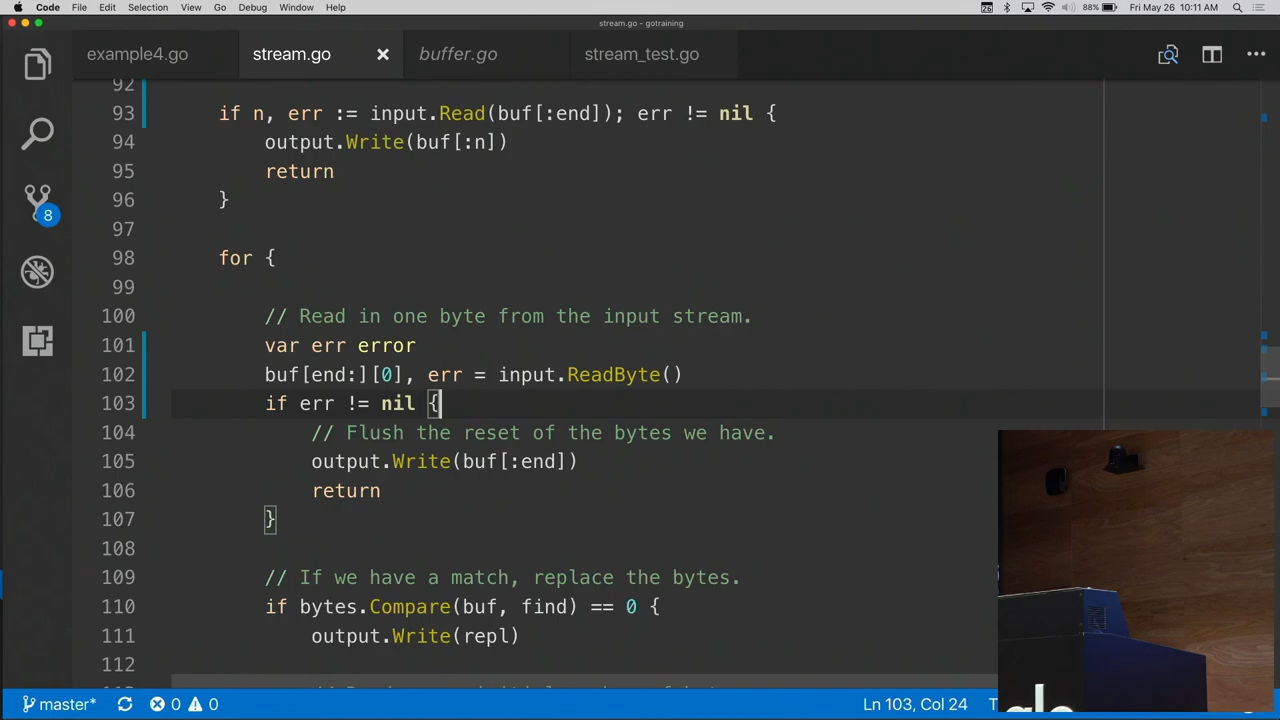 Code File Edit Selection View Go Debug Window Help 26 88% Fri May 26 10:11 AM
stream.go - gotraining
example4.go stream.go buffer.go stream_test.go
92
93 if n, err := input.Read(buf[:end]); err != nil {
94 output.Write(buf[:n])
95 return
96 }
97
98 for {
99
100 // Read in one byte from the input stream.
101 var err error
102 buf[end:][0], err = input.ReadByte()
103 if err != nil {
104 // Flush the reset of the bytes we have.
105 output.Write(buf[:end])
106 return
107 }
108
109 // If we have a match, replace the bytes.
110 if bytes.Compare(buf, find) == 0 {
111 output.Write(repl)
112
8
master* 0 0 Ln 103, Col 24